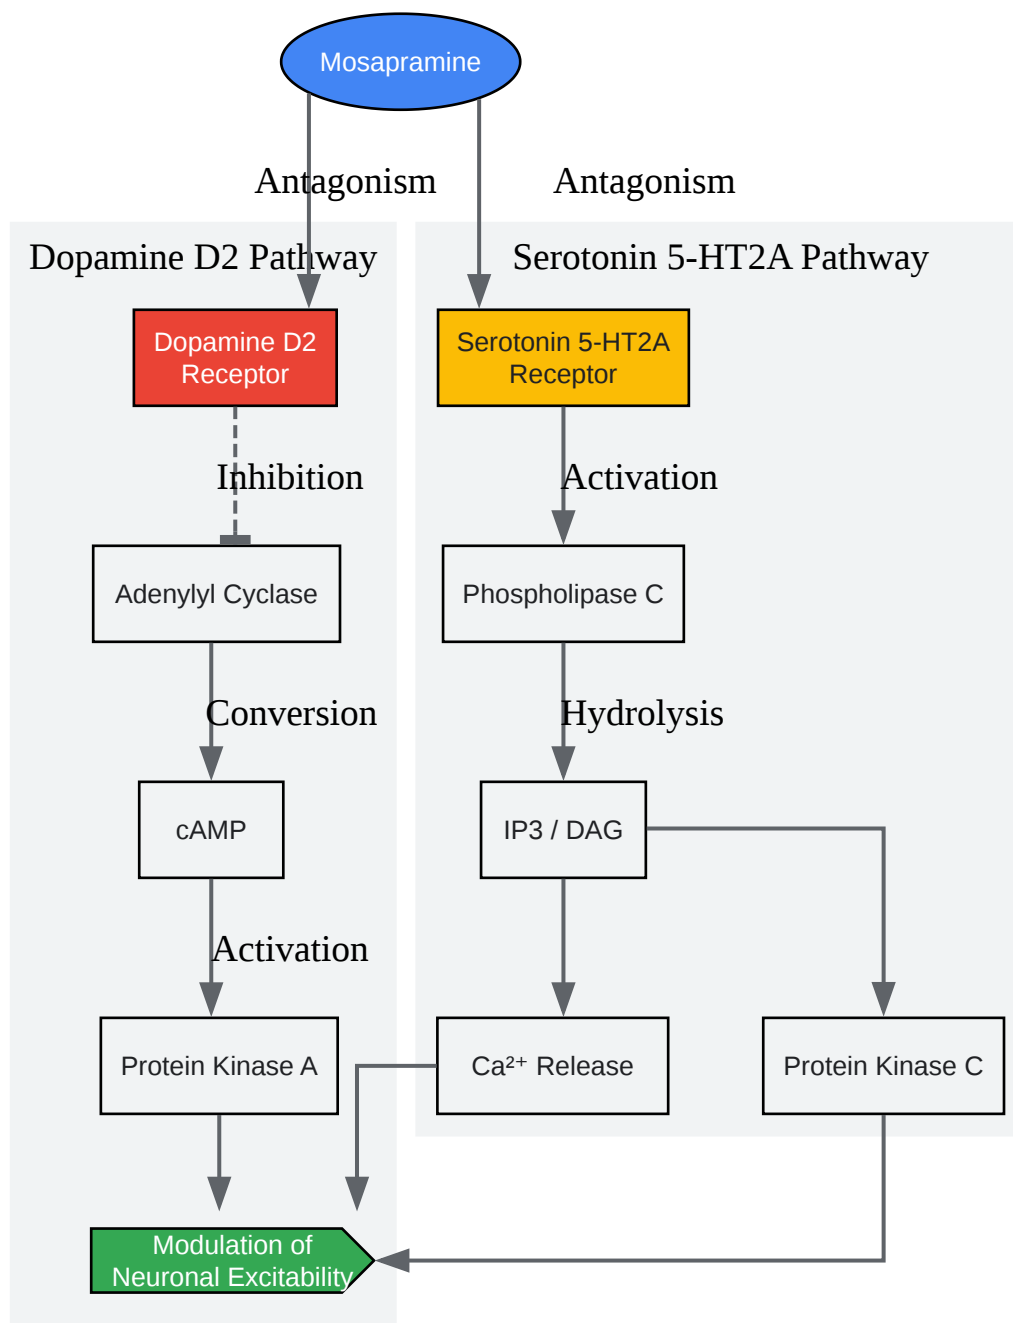 Mosapramine
Antagonism
Antagonism
Dopamine D2 Pathway
Serotonin 5-HT2A Pathway
Dopamine D2
Receptor
Serotonin 5-HT2A
Receptor
Inhibition
Activation
Adenylyl Cyclase
Phospholipase C
Conversion
Hydrolysis
cAMP
IP3 / DAG
Activation
Protein Kinase A
Ca²⁺ Release
Protein Kinase C
Modulation of
Neuronal Excitability